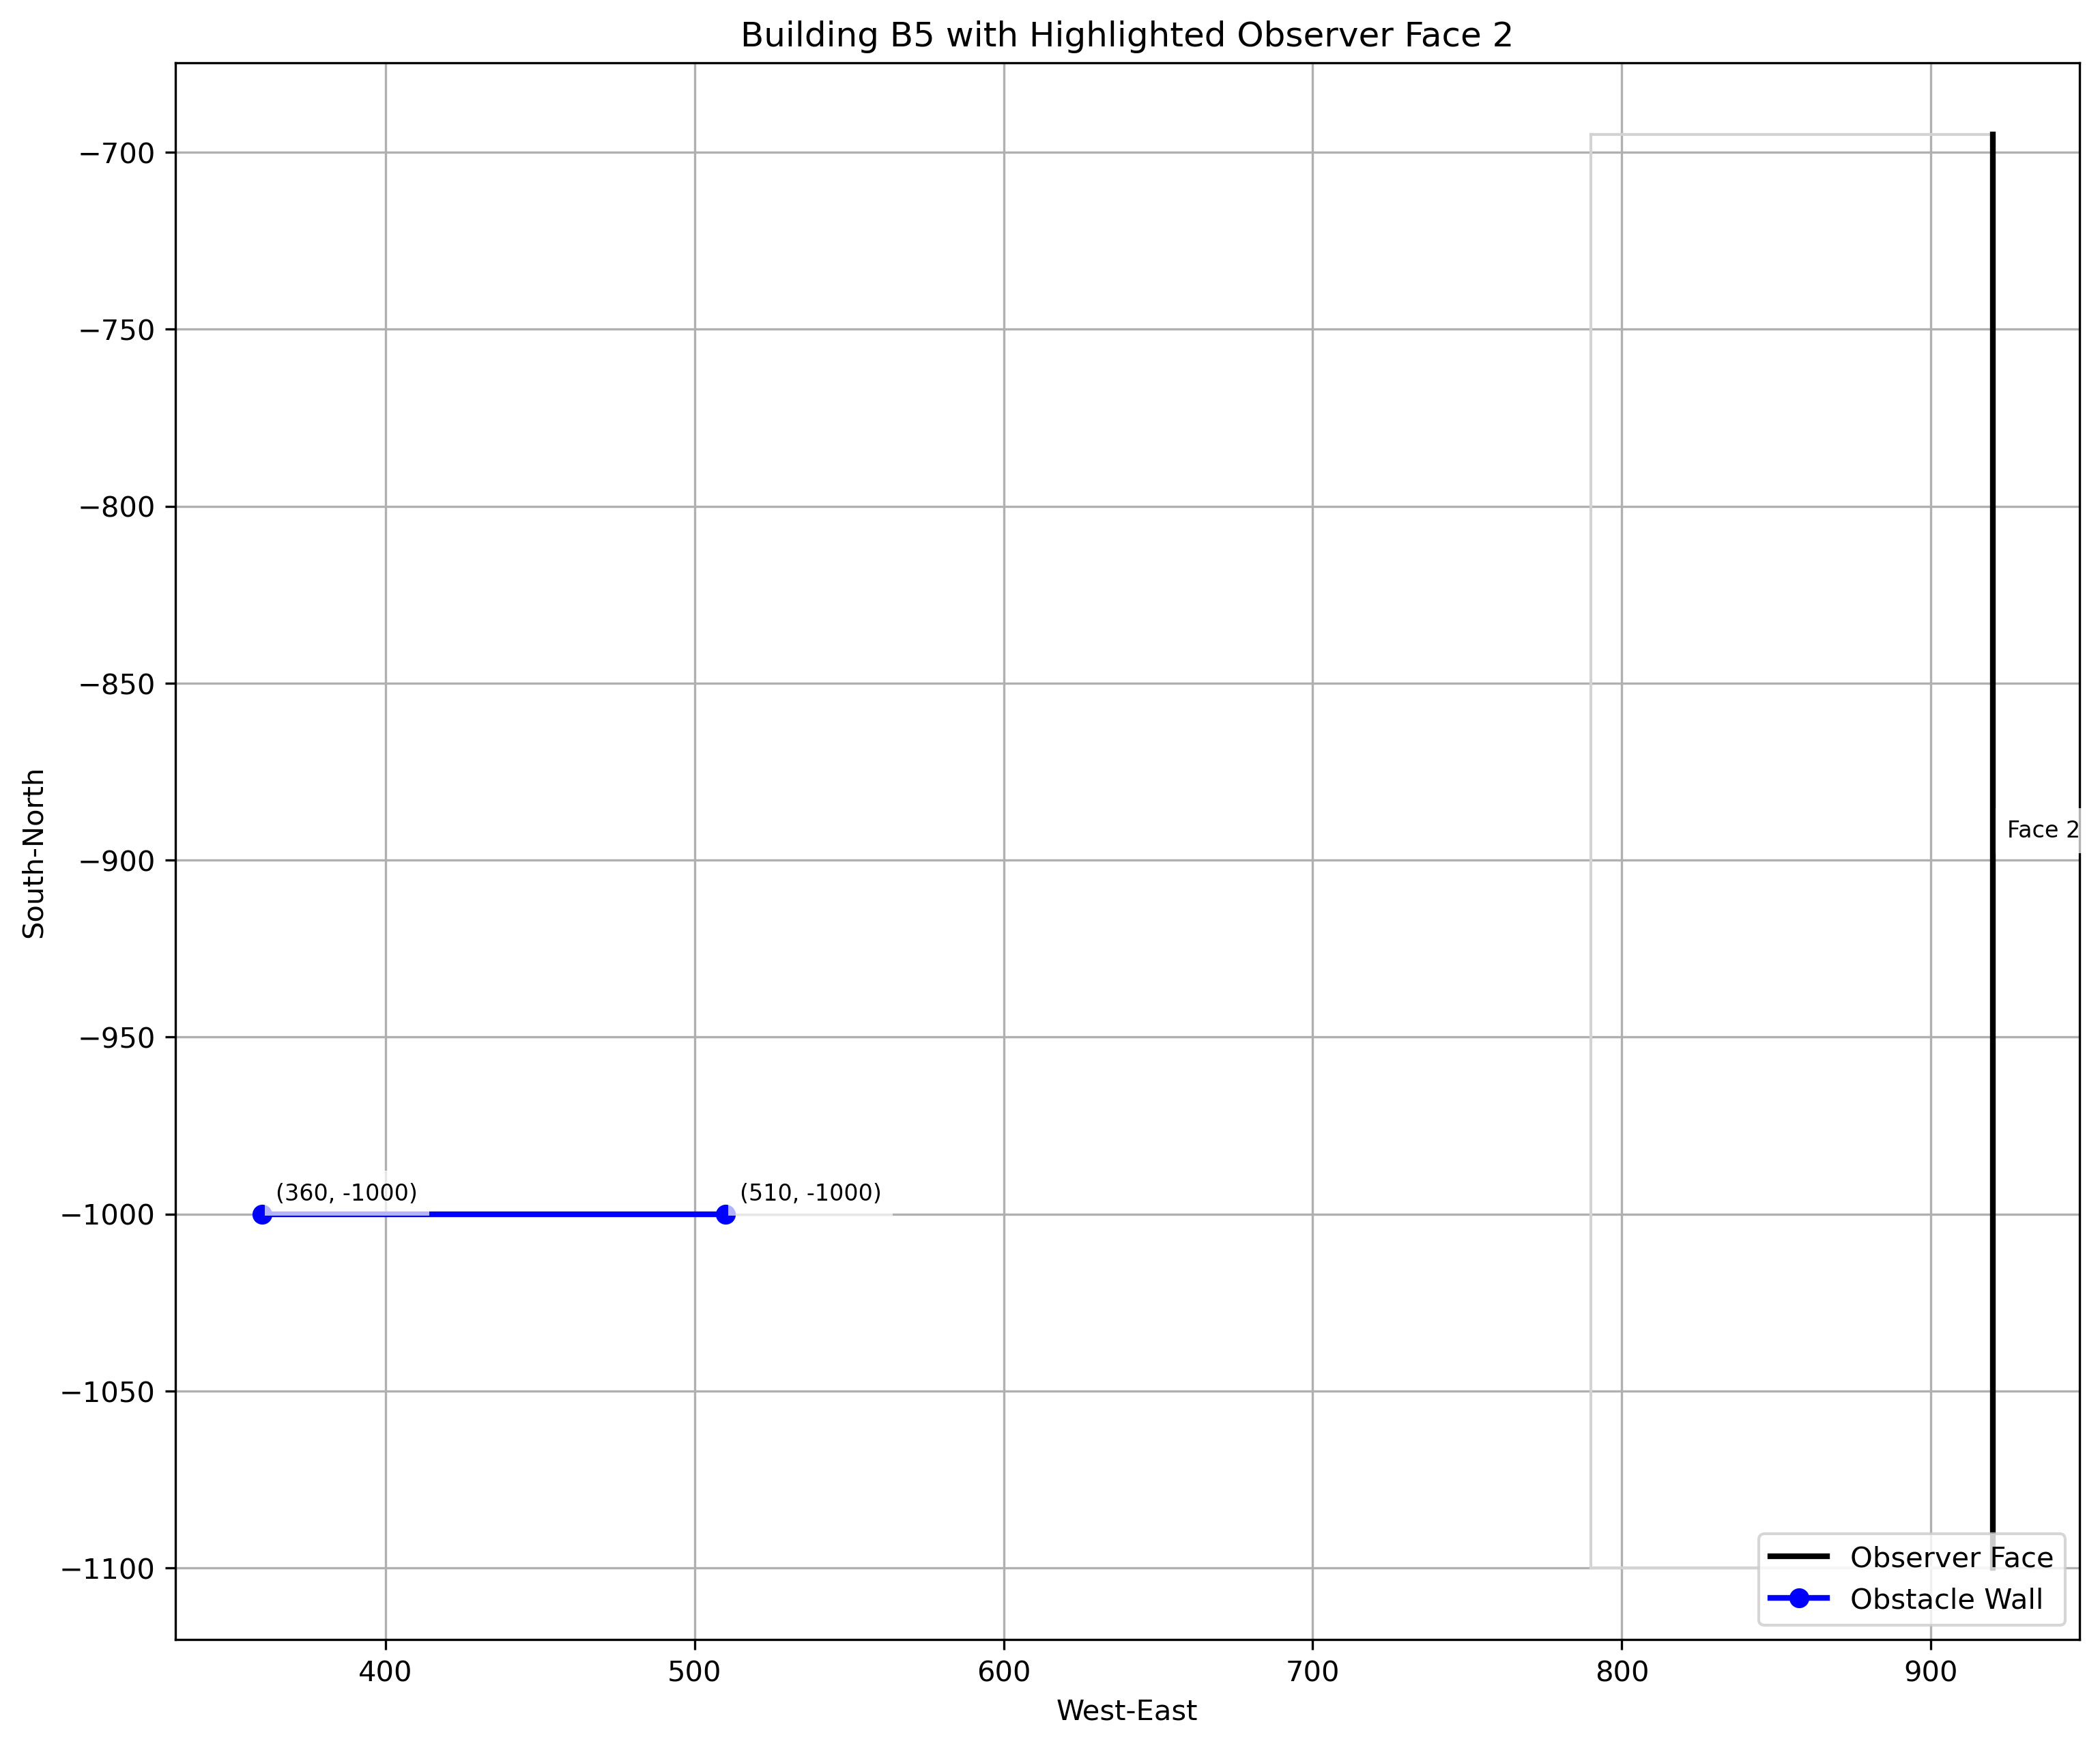 Building B5 with Highlighted Observer Face 2
−700
−750
−800
−850
Face 2
−900
−950
(360, -1000)
(510, -1000)
−1000
−1050
−1100
South-North
Observer Face
Obstacle Wall
400
500
600
700
800
900
West-East